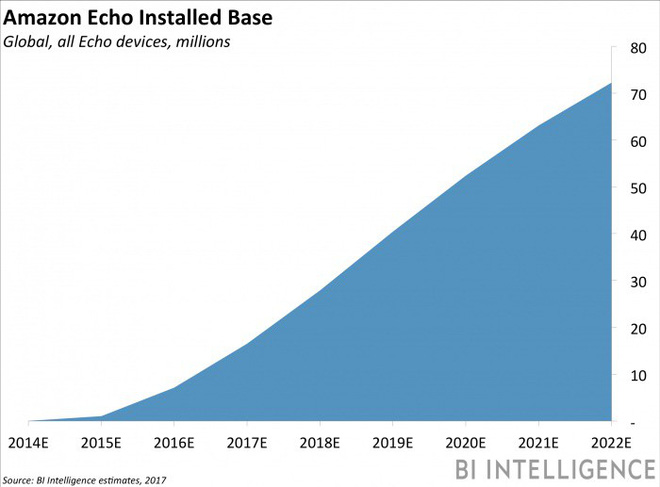 Amazon Echo Installed Base
Global, all Echo devices, millions
80
70
60
50
40
30
20
10
-
2014E 2015E 2016E 2017E 2018E 2019E 2020E 2021E 2022E
Source: BI Intelligence estimates, 2017
BI INTELLIGENCE